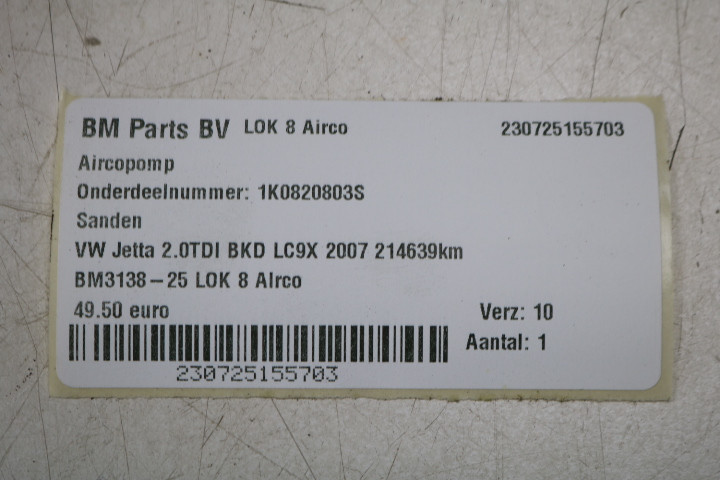 BM Parts BV LOK 8 Airco 230725155703
Aircopomp
Onderdeelnummer: 1K0820803S
Sanden
VW Jetta 2.0TDI BKD LC9X 2007 214639km
BM3138-25 LOK 8 AIrco
49.50 euro Verz: 10
Aantal: 1
230725155703